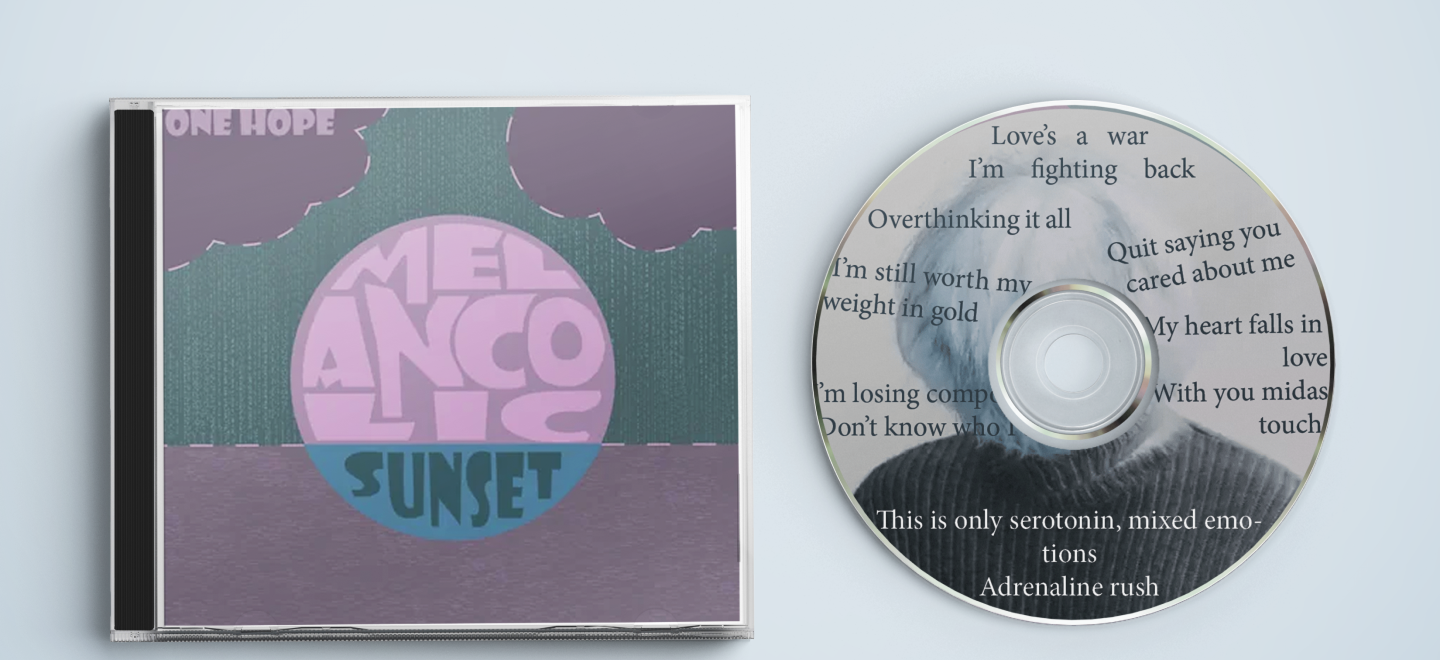 ONE HOPE
MEL
ANCO
LIC
SUNSET
Love's a war
I'm fighting back
Overthinking it all
Quit saying you
cared about me
I'm still worth my
weight in gold
My heart falls in
love
With you midas
touch
I'm losing
Don't know who
This is only serotonin, mixed emo-
tions
Adrenaline rush